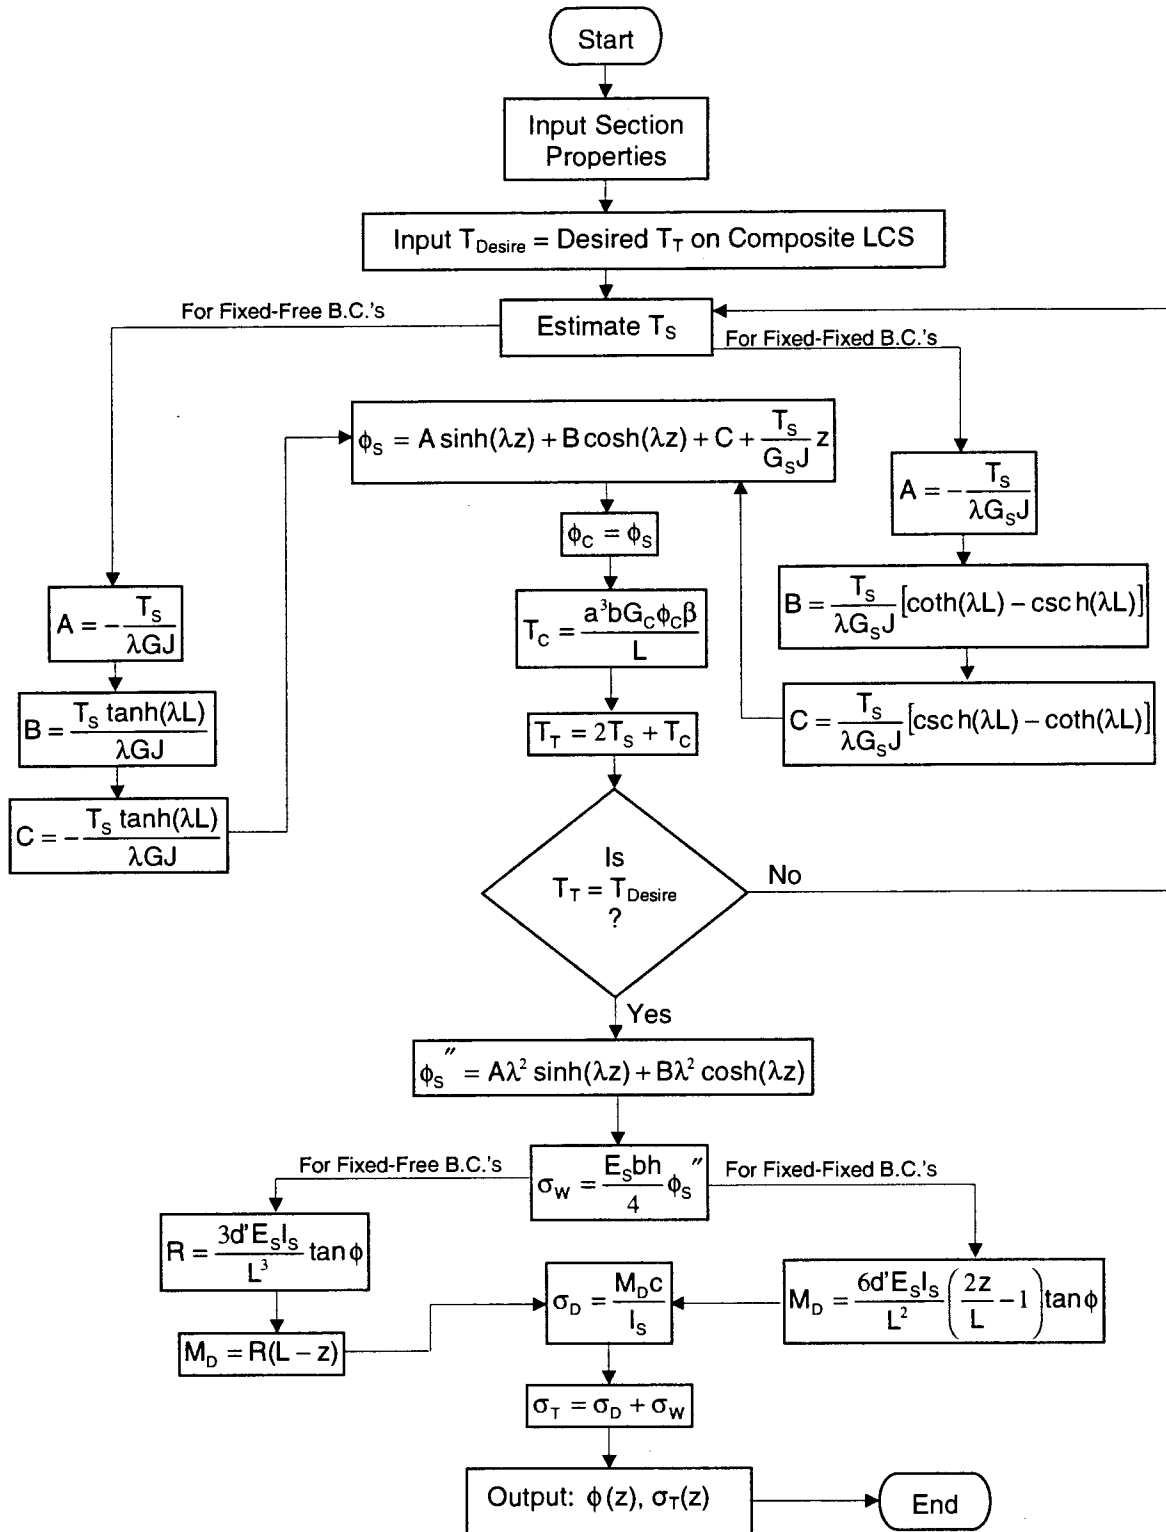 Start
Input Section
Properties
Input T_Desire = Desired T_T on Composite LCS
For Fixed-Free B.C.'s
Estimate T_S
For Fixed-Fixed B.C.'s
ϕ_S = A sinh(λz) + B cosh(λz) + C + T_S/(G_S J) z
A = −T_S/(λG_S J)
ϕ_C = ϕ_S
B = T_S/(λG_S J) [coth(λL) − csc h(λL)]
A = −T_S/(λGJ)
T_C = a³bG_Cϕ_Cβ/L
C = T_S/(λG_S J) [csc h(λL) − coth(λL)]
B = T_S tanh(λL)/(λGJ)
T_T = 2T_S + T_C
C = −T_S tanh(λL)/(λGJ)
Is
T_T = T_Desire
?
No
Yes
ϕ_S″ = Aλ² sinh(λz) + Bλ² cosh(λz)
For Fixed-Free B.C.'s
σ_W = E_S bh/4 ϕ_S″
For Fixed-Fixed B.C.'s
R = 3d'E_S I_S/L³ tan ϕ
σ_D = M_D c/I_S
M_D = 6d'E_S I_S/L² (2z/L − 1) tan ϕ
M_D = R(L − z)
σ_T = σ_D + σ_W
Output: ϕ(z), σ_T(z)
End